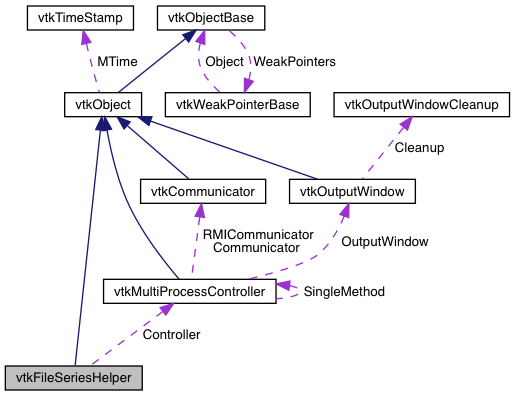 vtkTimeStamp
vtkObjectBase
MTime
Object
WeakPointers
vtkObject
vtkWeakPointerBase
vtkOutputWindowCleanup
Cleanup
vtkCommunicator
vtkOutputWindow
RMICommunicator
Communicator
OutputWindow
vtkMultiProcessController
SingleMethod
Controller
vtkFileSeriesHelper